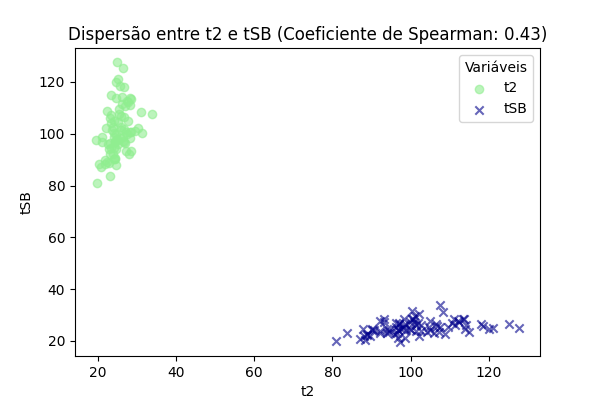 Dispersão entre t2 e tSB (Coeficiente de Spearman: 0.43)
Variáveis
t2
tSB
120
100
80
60
40
20
tSB
20 40 60 80 100 120
t2